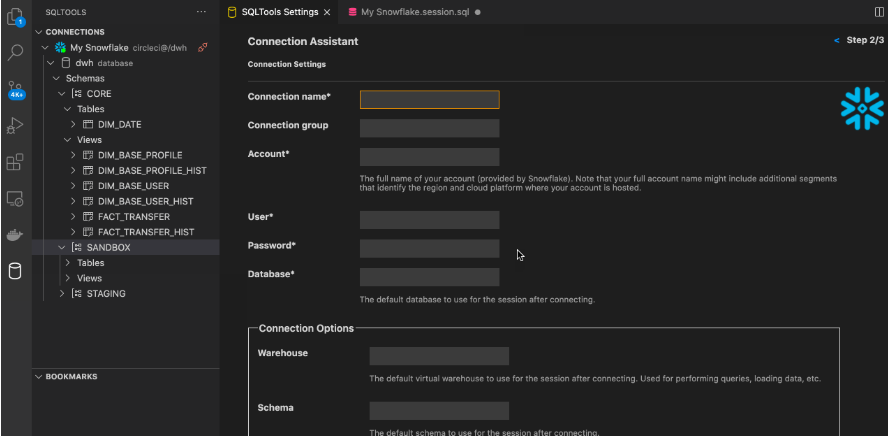 SQLTOOLS ···
CONNECTIONS
My Snowflake circleci@/dwh
dwh database
Schemas
CORE
Tables
DIM_DATE
Views
DIM_BASE_PROFILE
DIM_BASE_PROFILE_HIST
DIM_BASE_USER
DIM_BASE_USER_HIST
FACT_TRANSFER
FACT_TRANSFER_HIST
SANDBOX
Tables
Views
STAGING
BOOKMARKS
1
4K+
SQLTools Settings
My Snowflake.session.sql
Connection Assistant
< Step 2/3
Connection Settings
Connection name*
Connection group
Account*
The full name of your account (provided by Snowflake). Note that your full account name might include additional segments
that identify the region and cloud platform where your account is hosted.
User*
Password*
Database*
The default database to use for the session after connecting.
Connection Options
Warehouse
The default virtual warehouse to use for the session after connecting. Used for performing queries, loading data, etc.
Schema
The default schema to use for the session after connecting.